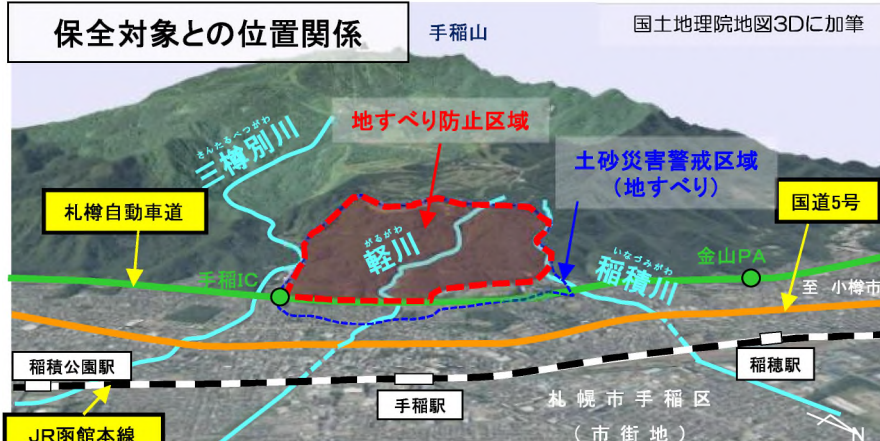 保全対象との位置関係
手稲山
国土地理院地図3Dに加筆
さんたるべつがわ
三樽別川
地すべり防止区域
土砂災害警戒区域
(地すべり)
札樽自動車道
国道5号
がるがわ
軽川
いなづみがわ
稲積川
手稲IC
金山PA
至 小樽市
稲積公園駅
手稲駅
稲穂駅
札幌市手稲区
(市街地)
JR函館本線
N